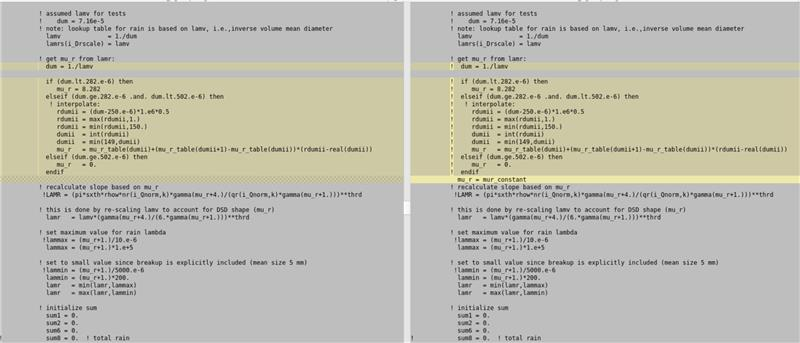 ! assumed lamv for tests
!    dum = 7.16e-5
! note: lookup table for rain is based on lamv, i.e.,inverse volume mean diameter
lamv             = 1./dum
lamrs(i_Drscale) = lamv
! get mu_r from lamr:
dum = 1./lamv
if (dum.lt.282.e-6) then
mu_r = 8.282
elseif (dum.ge.282.e-6 .and. dum.lt.502.e-6) then
! interpolate:
rdumii = (dum-250.e-6)*1.e6*0.5
rdumii = max(rdumii,1.)
rdumii = min(rdumii,150.)
dumii  = int(rdumii)
dumii  = min(149,dumii)
mu_r   = mu_r_table(dumii)+(mu_r_table(dumii+1)-mu_r_table(dumii))*(rdumii-real(dumii))
elseif (dum.ge.502.e-6) then
mu_r   = 0.
endif
! recalculate slope based on mu_r
!LAMR = (pi*sxth*rhow*nr(i_Qnorm,k)*gamma(mu_r+4.)/(qr(i_Qnorm,k)*gamma(mu_r+1.)))**thrd
! this is done by re-scaling lamv to account for DSD shape (mu_r)
lamr   = lamv*(gamma(mu_r+4.)/(6.*gamma(mu_r+1.)))**thrd
! set maximum value for rain lambda
!lammax = (mu_r+1.)/10.e-6
lammax = (mu_r+1.)*1.e+5
! set to small value since breakup is explicitly included (mean size 5 mm)
!lammin = (mu_r+1.)/5000.e-6
lammin = (mu_r+1.)*200.
lamr   = min(lamr,lammax)
lamr   = max(lamr,lammin)
! initialize sum
sum1 = 0.
sum2 = 0.
sum6 = 0.
! sum8 = 0.  ! total rain
! assumed lamv for tests
!    dum = 7.16e-5
! note: lookup table for rain is based on lamv, i.e.,inverse volume mean diameter
lamv             = 1./dum
lamrs(i_Drscale) = lamv
! get mu_r from lamr:
! dum = 1./lamv
! if (dum.lt.282.e-6) then
! mu_r = 8.282
! elseif (dum.ge.282.e-6 .and. dum.lt.502.e-6) then
! ! interpolate:
! rdumii = (dum-250.e-6)*1.e6*0.5
! rdumii = max(rdumii,1.)
! rdumii = min(rdumii,150.)
! dumii  = int(rdumii)
! dumii  = min(149,dumii)
! mu_r   = mu_r_table(dumii)+(mu_r_table(dumii+1)-mu_r_table(dumii))*(rdumii-real(dumii))
! elseif (dum.ge.502.e-6) then
! mu_r   = 0.
! endif
mu_r = mur_constant
! recalculate slope based on mu_r
!LAMR = (pi*sxth*rhow*nr(i_Qnorm,k)*gamma(mu_r+4.)/(qr(i_Qnorm,k)*gamma(mu_r+1.)))**thrd
! this is done by re-scaling lamv to account for DSD shape (mu_r)
lamr   = lamv*(gamma(mu_r+4.)/(6.*gamma(mu_r+1.)))**thrd
! set maximum value for rain lambda
!lammax = (mu_r+1.)/10.e-6
lammax = (mu_r+1.)*1.e+5
! set to small value since breakup is explicitly included (mean size 5 mm)
!lammin = (mu_r+1.)/5000.e-6
lammin = (mu_r+1.)*200.
lamr   = min(lamr,lammax)
lamr   = max(lamr,lammin)
! initialize sum
sum1 = 0.
sum2 = 0.
sum6 = 0.
! sum8 = 0.  ! total rain